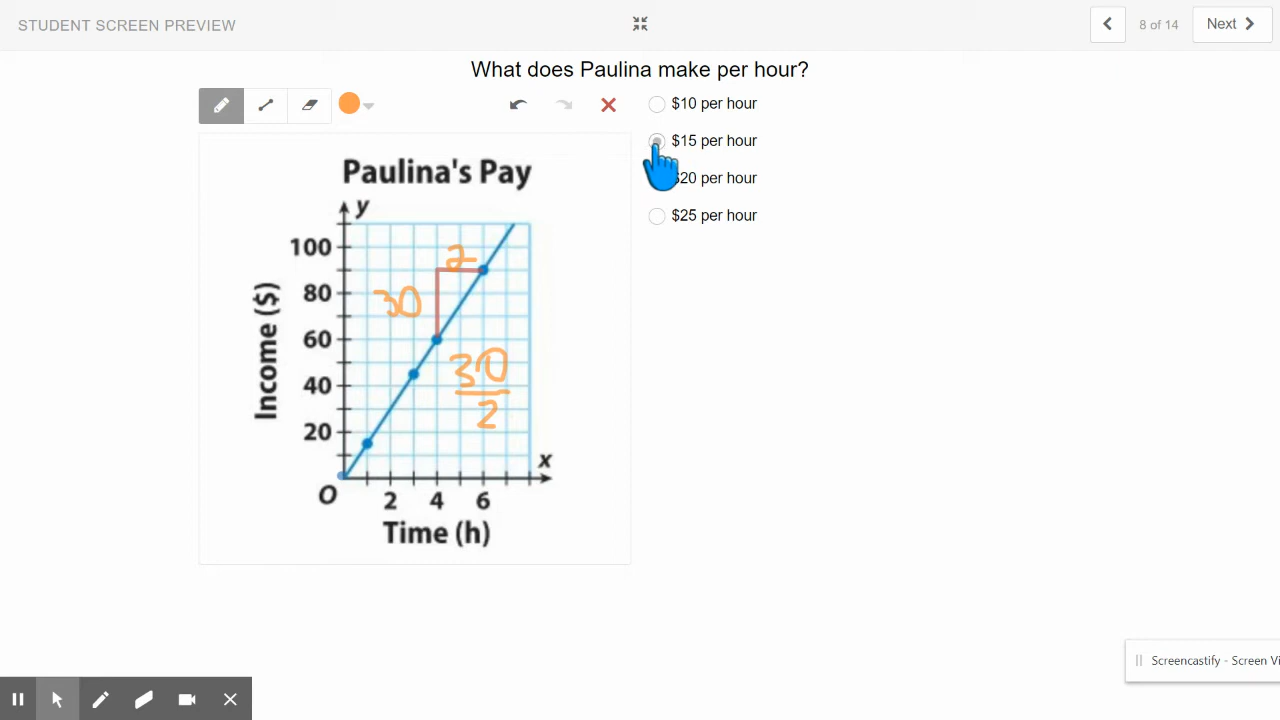 STUDENT SCREEN PREVIEW
8 of 14
Next
What does Paulina make per hour?
$10 per hour
$15 per hour
$20 per hour
$25 per hour
Paulina's Pay
y
100
80
60
40
20
O
2
4
6
x
Income ($)
Time (h)
2
30
30
2
Screencastify - Screen Vi